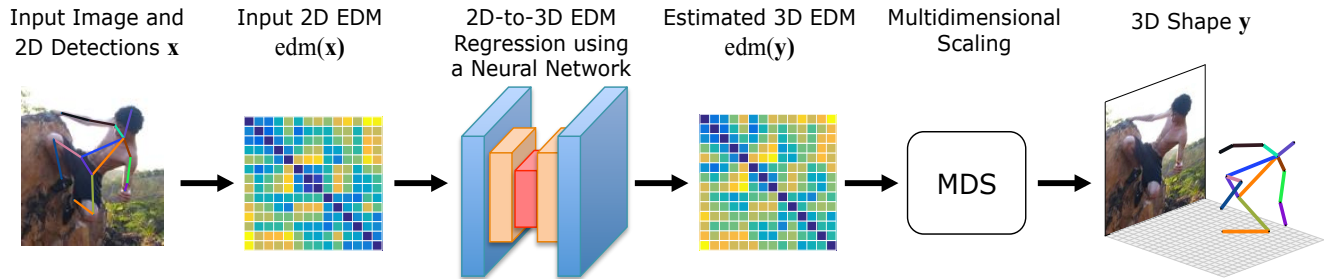 Input Image and
2D Detections x
Input 2D EDM
edm(x)
2D-to-3D EDM
Regression using
a Neural Network
Estimated 3D EDM
edm(y)
Multidimensional
Scaling
3D Shape y
MDS